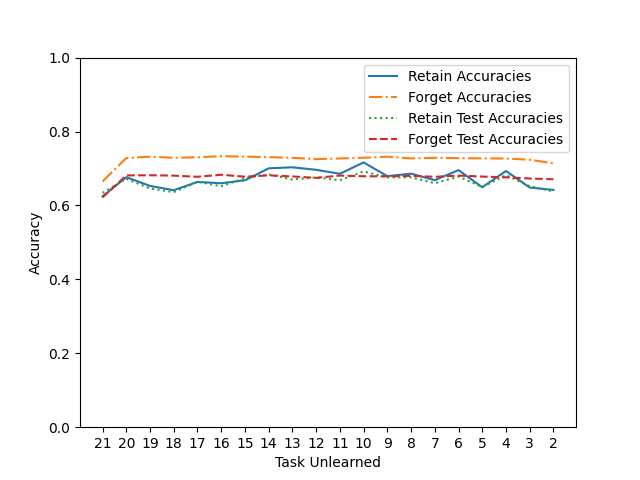 Retain Accuracies
Forget Accuracies
Retain Test Accuracies
Forget Test Accuracies
1.0
0.8
0.6
0.4
0.2
0.0
Accuracy
21 20 19 18 17 16 15 14 13 12 11 10 9 8 7 6 5 4 3 2
Task Unlearned